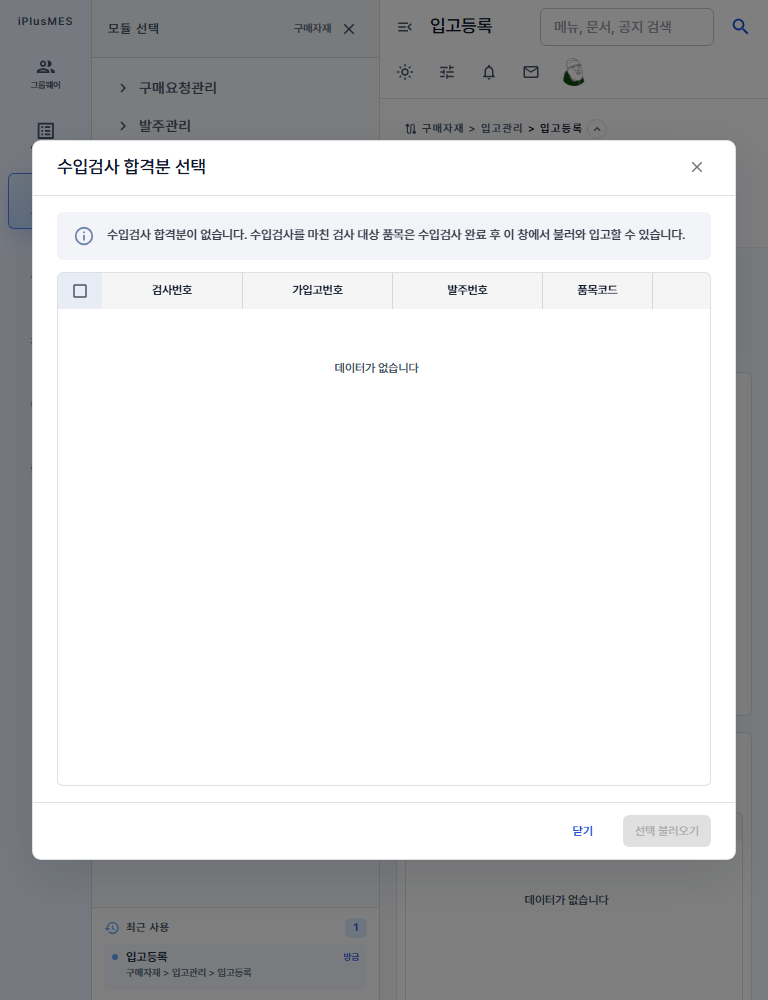 iPlusMES
모듈 선택
구매자재
입고등록
메뉴, 문서, 공지 검색
그룹웨어
구매요청관리
발주관리
구매자재 > 입고관리 > 입고등록
수입검사 합격분 선택
수입검사 합격분이 없습니다. 수입검사를 마친 검사 대상 품목은 수입검사 완료 후 이 창에서 불러와 입고할 수 있습니다.
검사번호
가입고번호
발주번호
품목코드
데이터가 없습니다
닫기
선택 불러오기
데이터가 없습니다
최근 사용
1
입고등록
방금
구매자재 > 입고관리 > 입고등록